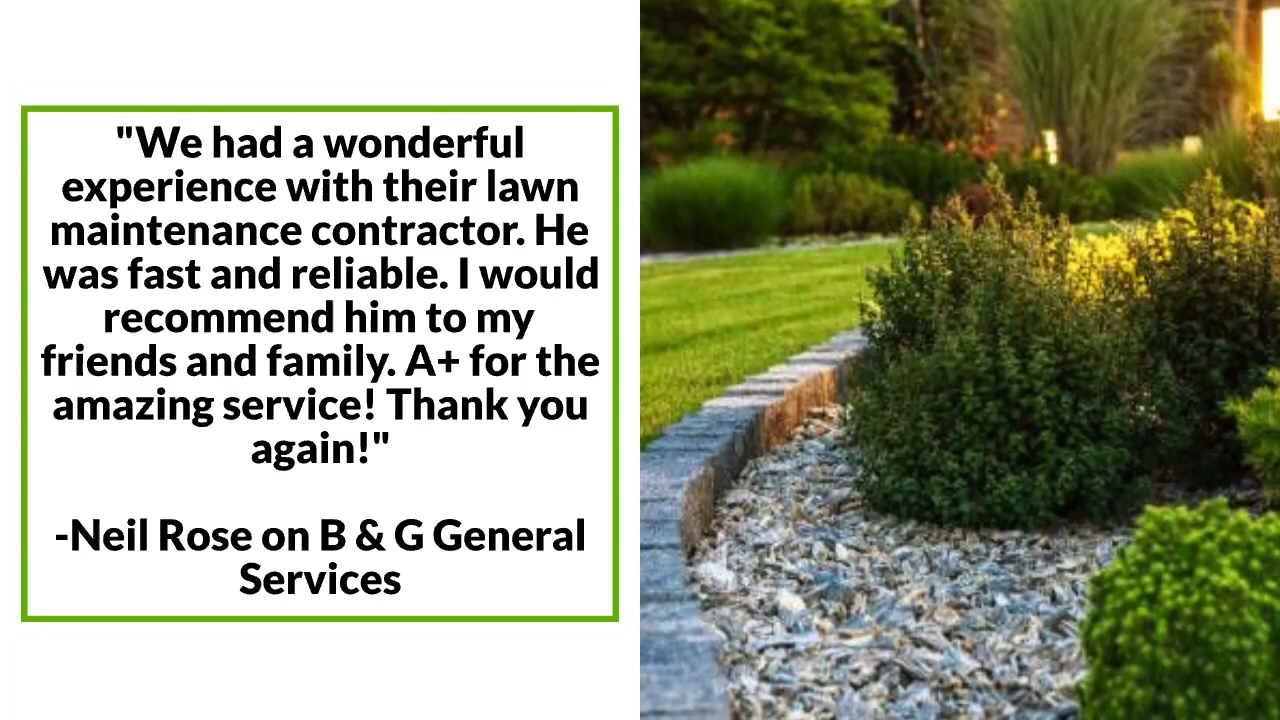 "We had a wonderful
experience with their lawn
maintenance contractor. He
was fast and reliable. I would
recommend him to my
friends and family. A+ for the
amazing service! Thank you
again!"
-Neil Rose on B & G General
Services